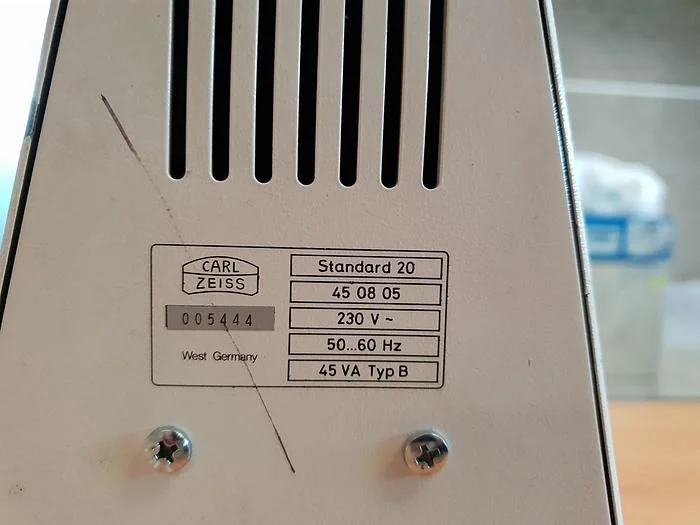 CARL
ZEISS
005444
West Germany
Standard 20
45 08 05
230 V ~
50...60 Hz
45 VA Typ B